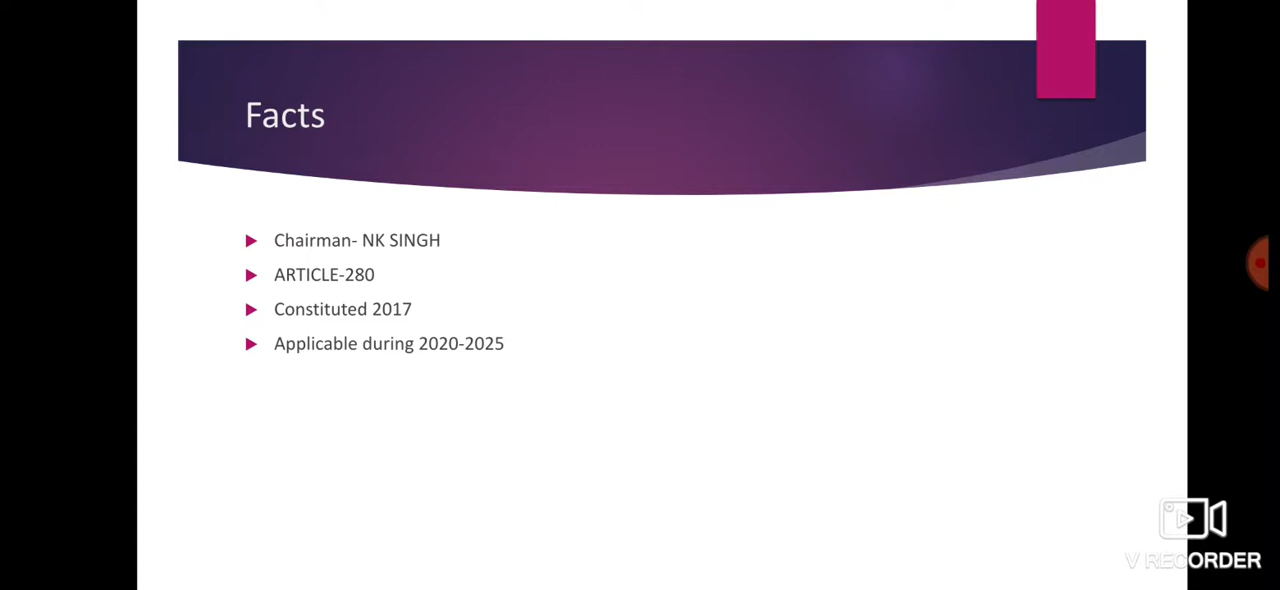 Facts
Chairman- NK SINGH
ARTICLE-280
Constituted 2017
Applicable during 2020-2025
V RECORDER